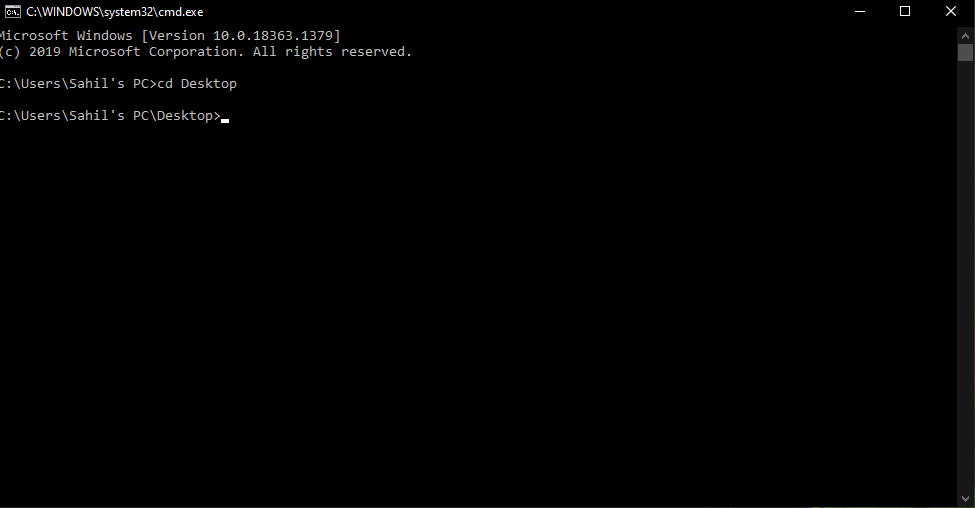 C:\WINDOWS\system32\cmd.exe
Microsoft Windows [Version 10.0.18363.1379]
(c) 2019 Microsoft Corporation. All rights reserved.
C:\Users\Sahil's PC>cd Desktop
C:\Users\Sahil's PC\Desktop>